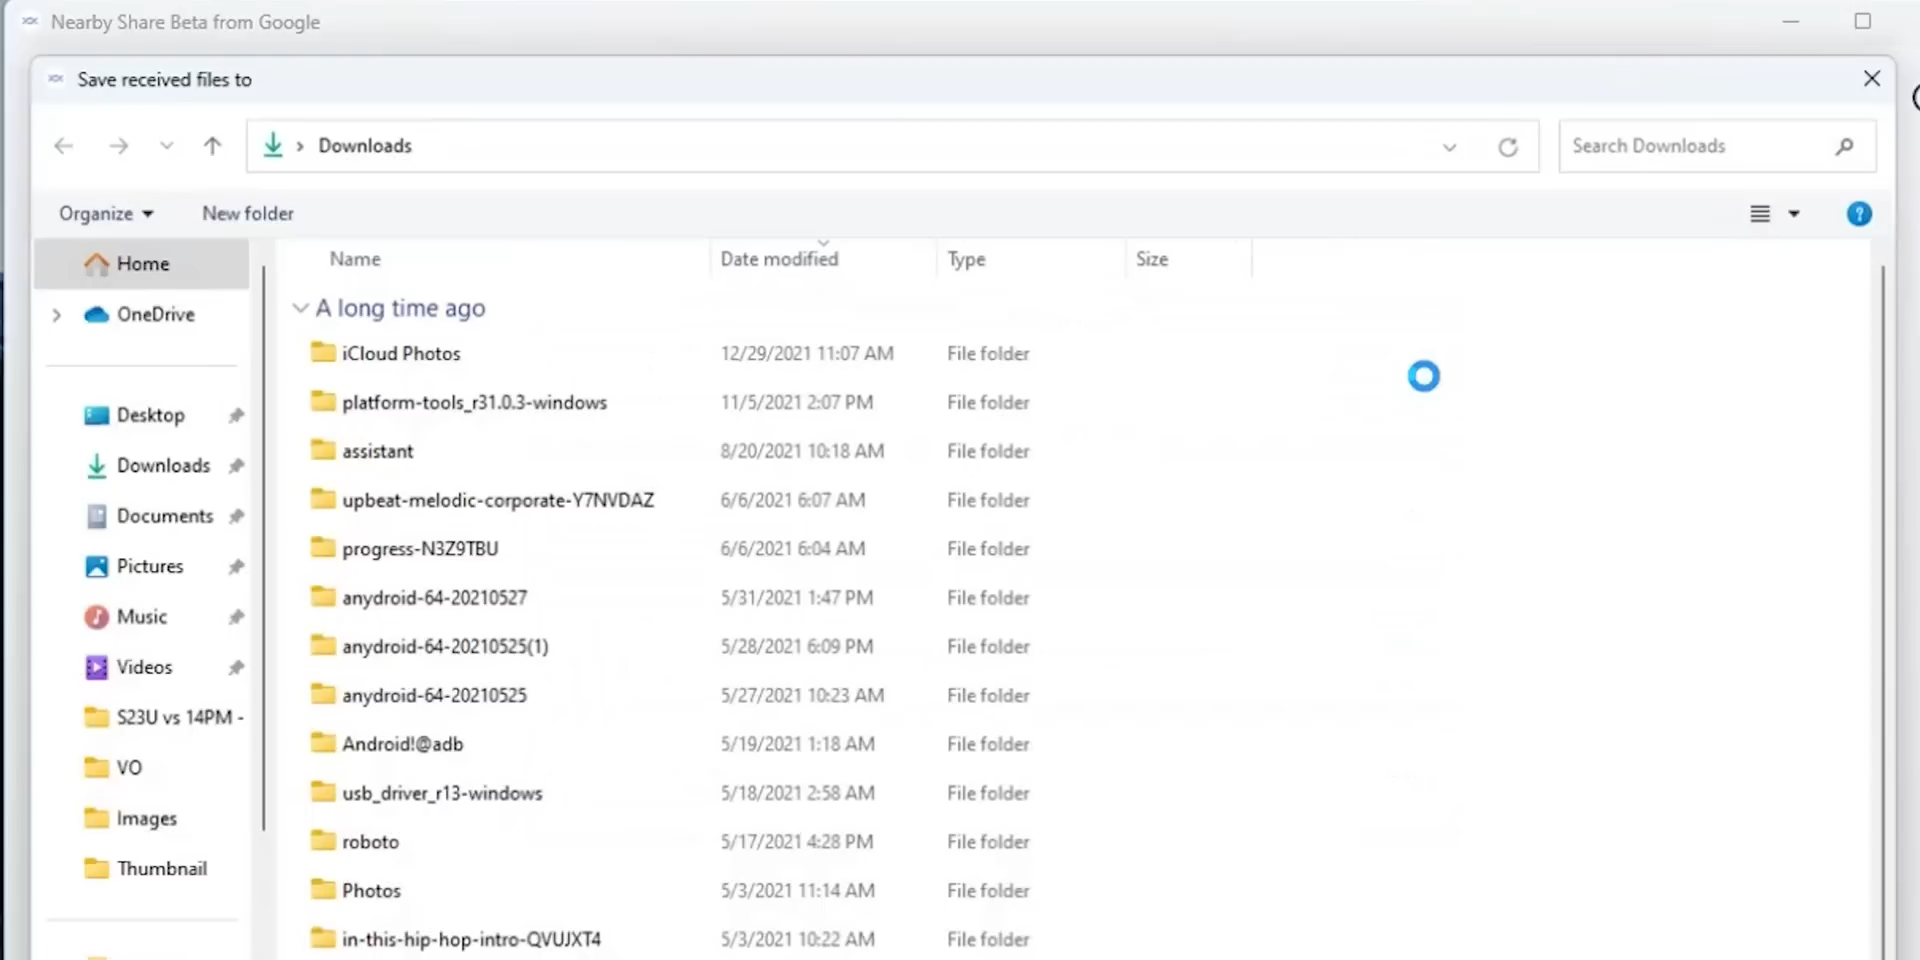 Nearby Share Beta from Google
Save received files to
Downloads
Search Downloads
Organize
New folder
?
Name Date modified Type Size
Home
OneDrive
Desktop
Downloads
Documents
Pictures
Music
Videos
S23U vs 14PM -
VO
Images
Thumbnail
A long time ago
iCloud Photos 12/29/2021 11:07 AM File folder
platform-tools_r31.0.3-windows 11/5/2021 2:07 PM File folder
assistant 8/20/2021 10:18 AM File folder
upbeat-melodic-corporate-Y7NVDAZ 6/6/2021 6:07 AM File folder
progress-N3Z9TBU 6/6/2021 6:04 AM File folder
anydroid-64-20210527 5/31/2021 1:47 PM File folder
anydroid-64-20210525(1) 5/28/2021 6:09 PM File folder
anydroid-64-20210525 5/27/2021 10:23 AM File folder
Android!@adb 5/19/2021 1:18 AM File folder
usb_driver_r13-windows 5/18/2021 2:58 AM File folder
roboto 5/17/2021 4:28 PM File folder
Photos 5/3/2021 11:14 AM File folder
in-this-hip-hop-intro-QVUJXT4 5/3/2021 10:22 AM File folder